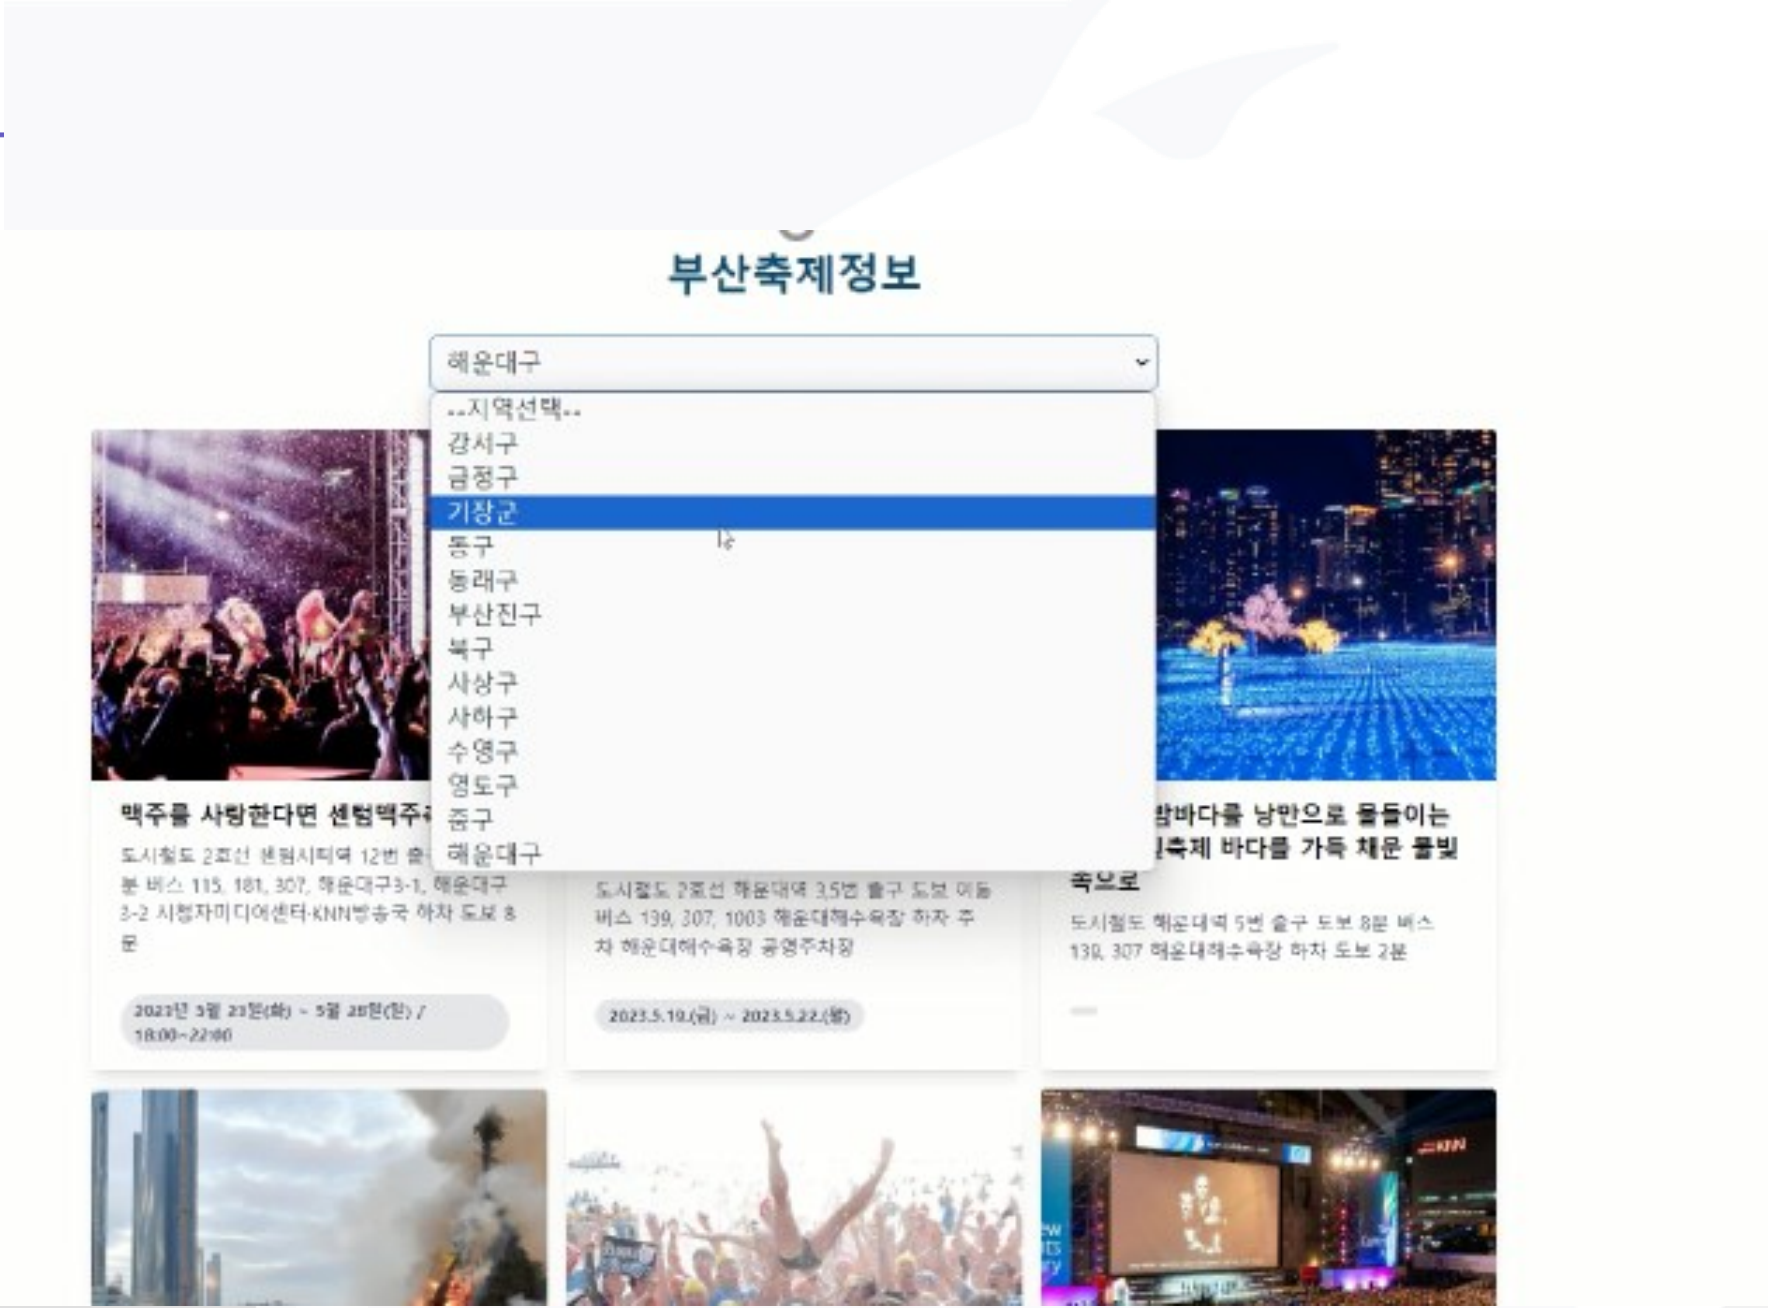 부산축제정보
해운대구
--지역선택--
강서구
금정구
기장군
동구
동래구
부산진구
북구
사상구
사하구
수영구
영도구
중구
해운대구
맥주를 사랑한다면 센텀맥주
도시철도 2호선 센텀시티역 12번
분 버스 115, 181, 307, 해운대구3-1, 해운대구
3-2 시청자미디어센터·KNN방송국 하차 도보 8
분
2023년 5월 23일(화) ~ 5월 28일(일) /
18:00~22:00
도시철도 2호선 해운대역 3,5번 출구 도보 이동
버스 139, 307, 1003 해운대해수욕장 하차 주
차 해운대해수욕장 공영주차장
2023.5.19.(금) ~ 2023.5.22.(월)
밤바다를 낭만으로 물들이는
빛축제 바다를 가득 채운 물빛
속으로
도시철도 해운대역 5번 출구 도보 8분 버스
139, 307 해운대해수욕장 하차 도보 2분
KNN